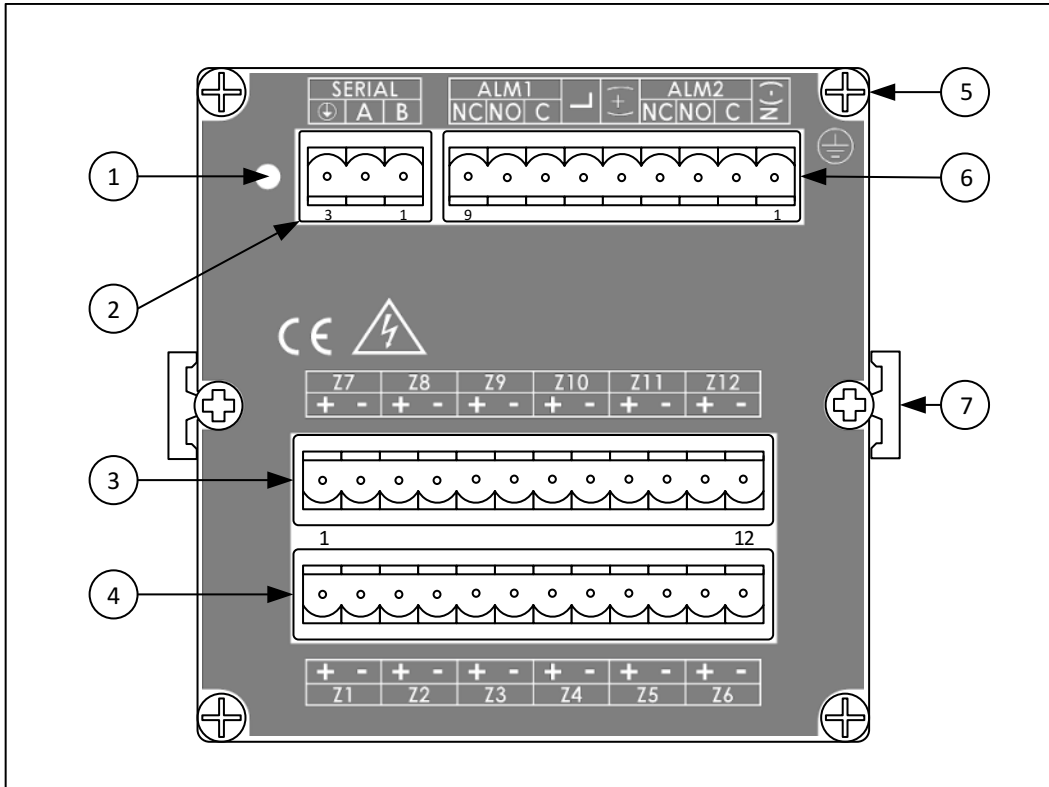 SERIAL ALM1 L (+) ALM2 N(-)
A B NC NO C NC NO C
5
1
6
3 1 9 1
2
CE
Z7 Z8 Z9 Z10 Z11 Z12
+ - + - + - + - + - + -
7
3
1 12
4
+ - + - + - + - + - + -
Z1 Z2 Z3 Z4 Z5 Z6